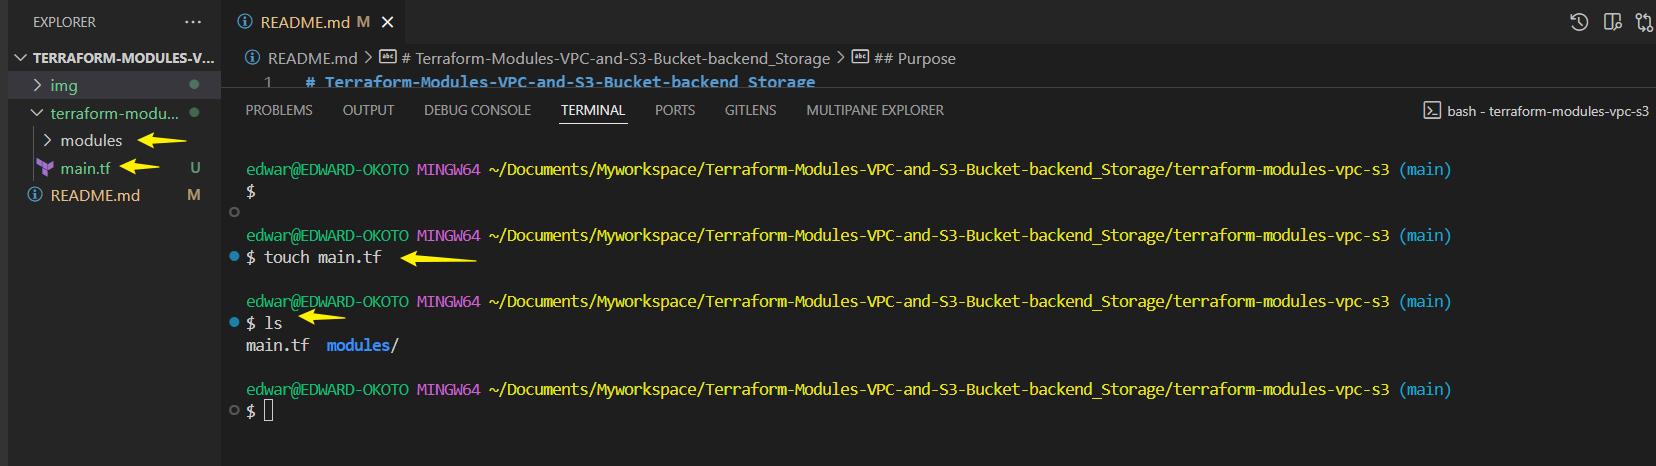 EXPLORER ...
TERRAFORM-MODULES-V...
img
terraform-modu...
modules
main.tf U
README.md M
README.md M
README.md > # Terraform-Modules-VPC-and-S3-Bucket-backend_Storage > ## Purpose
1 # Terraform-Modules-VPC-and-S3-Bucket-backend_Storage
PROBLEMS OUTPUT DEBUG CONSOLE TERMINAL PORTS GITLENS MULTIPANE EXPLORER
bash - terraform-modules-vpc-s3
edwar@EDWARD-OKOTO MINGW64 ~/Documents/Myworkspace/Terraform-Modules-VPC-and-S3-Bucket-backend_Storage/terraform-modules-vpc-s3 (main)
$
edwar@EDWARD-OKOTO MINGW64 ~/Documents/Myworkspace/Terraform-Modules-VPC-and-S3-Bucket-backend_Storage/terraform-modules-vpc-s3 (main)
$ touch main.tf
edwar@EDWARD-OKOTO MINGW64 ~/Documents/Myworkspace/Terraform-Modules-VPC-and-S3-Bucket-backend_Storage/terraform-modules-vpc-s3 (main)
$ ls
main.tf modules/
edwar@EDWARD-OKOTO MINGW64 ~/Documents/Myworkspace/Terraform-Modules-VPC-and-S3-Bucket-backend_Storage/terraform-modules-vpc-s3 (main)
$